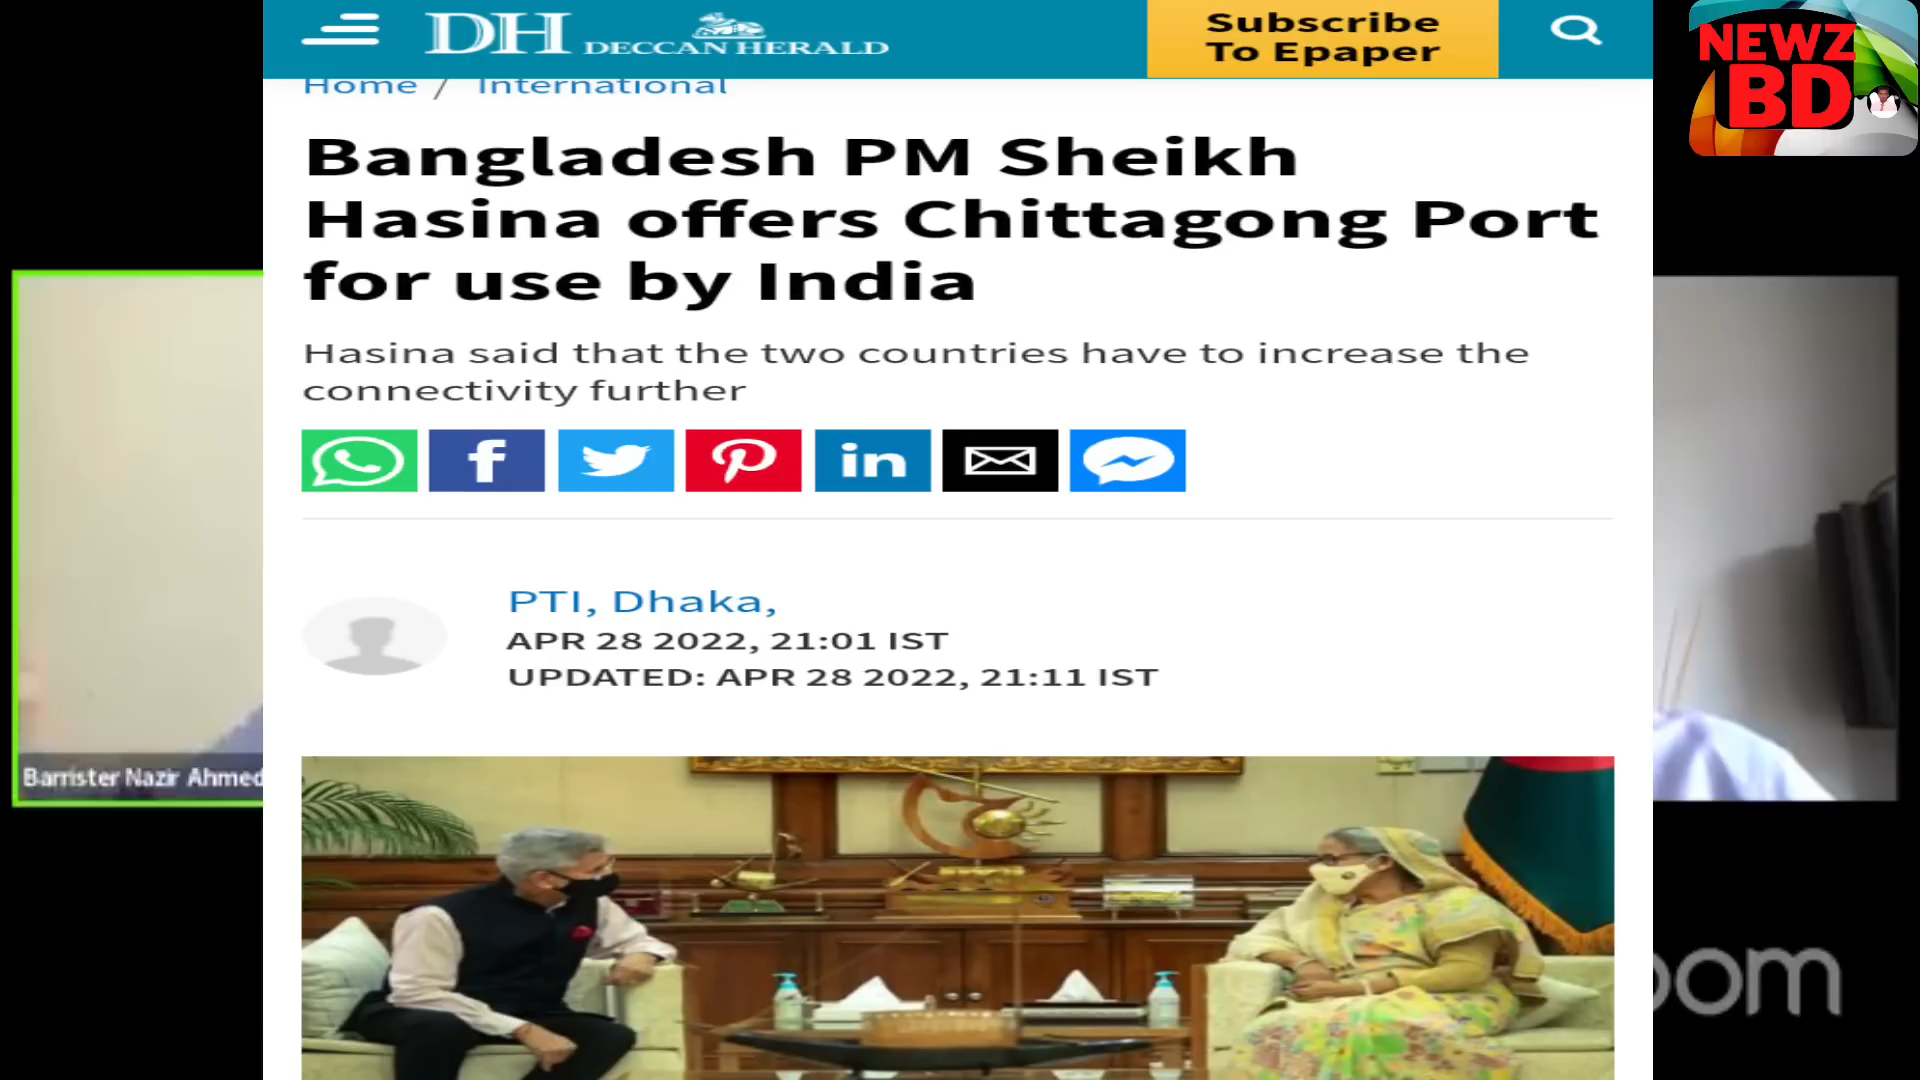 DH DECCAN HERALD
Subscribe
To Epaper
NEWZ
BD
Home / International
Bangladesh PM Sheikh
Hasina offers Chittagong Port
for use by India
Hasina said that the two countries have to increase the
connectivity further
f
in
PTI, Dhaka,
APR 28 2022, 21:01 IST
UPDATED: APR 28 2022, 21:11 IST
Barrister Nazir Ahmed
oom